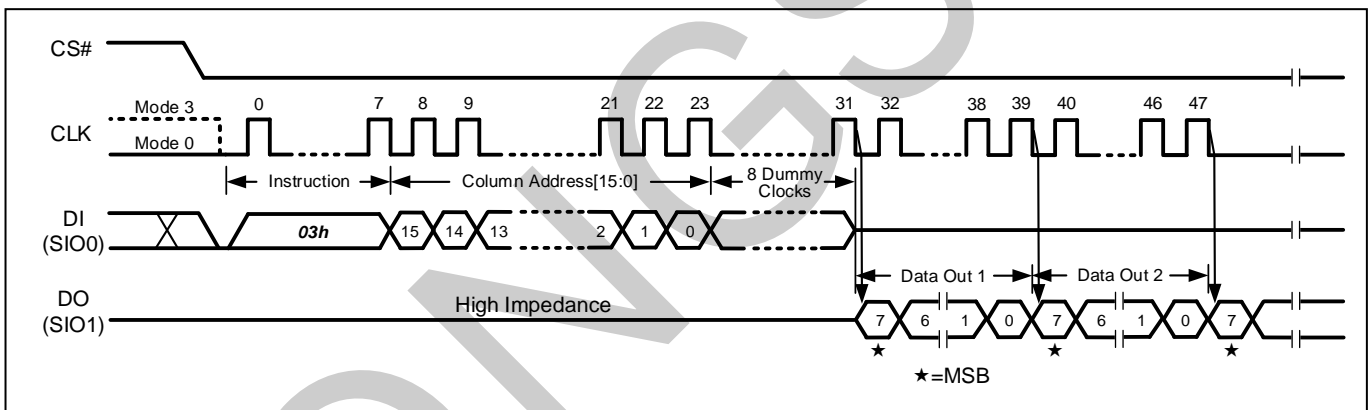 CS#
Mode 3
0 7 8 9 21 22 23 31 32 38 39 40 46 47
CLK
Mode 0
Instruction Column Address[15:0] 8 Dummy Clocks
DI
(SIO0)
03h 15 14 13 2 1 0
Data Out 1 Data Out 2
High Impedance
DO
(SIO1)
7 6 1 0 7 6 1 0 7
★ ★ ★
★=MSB